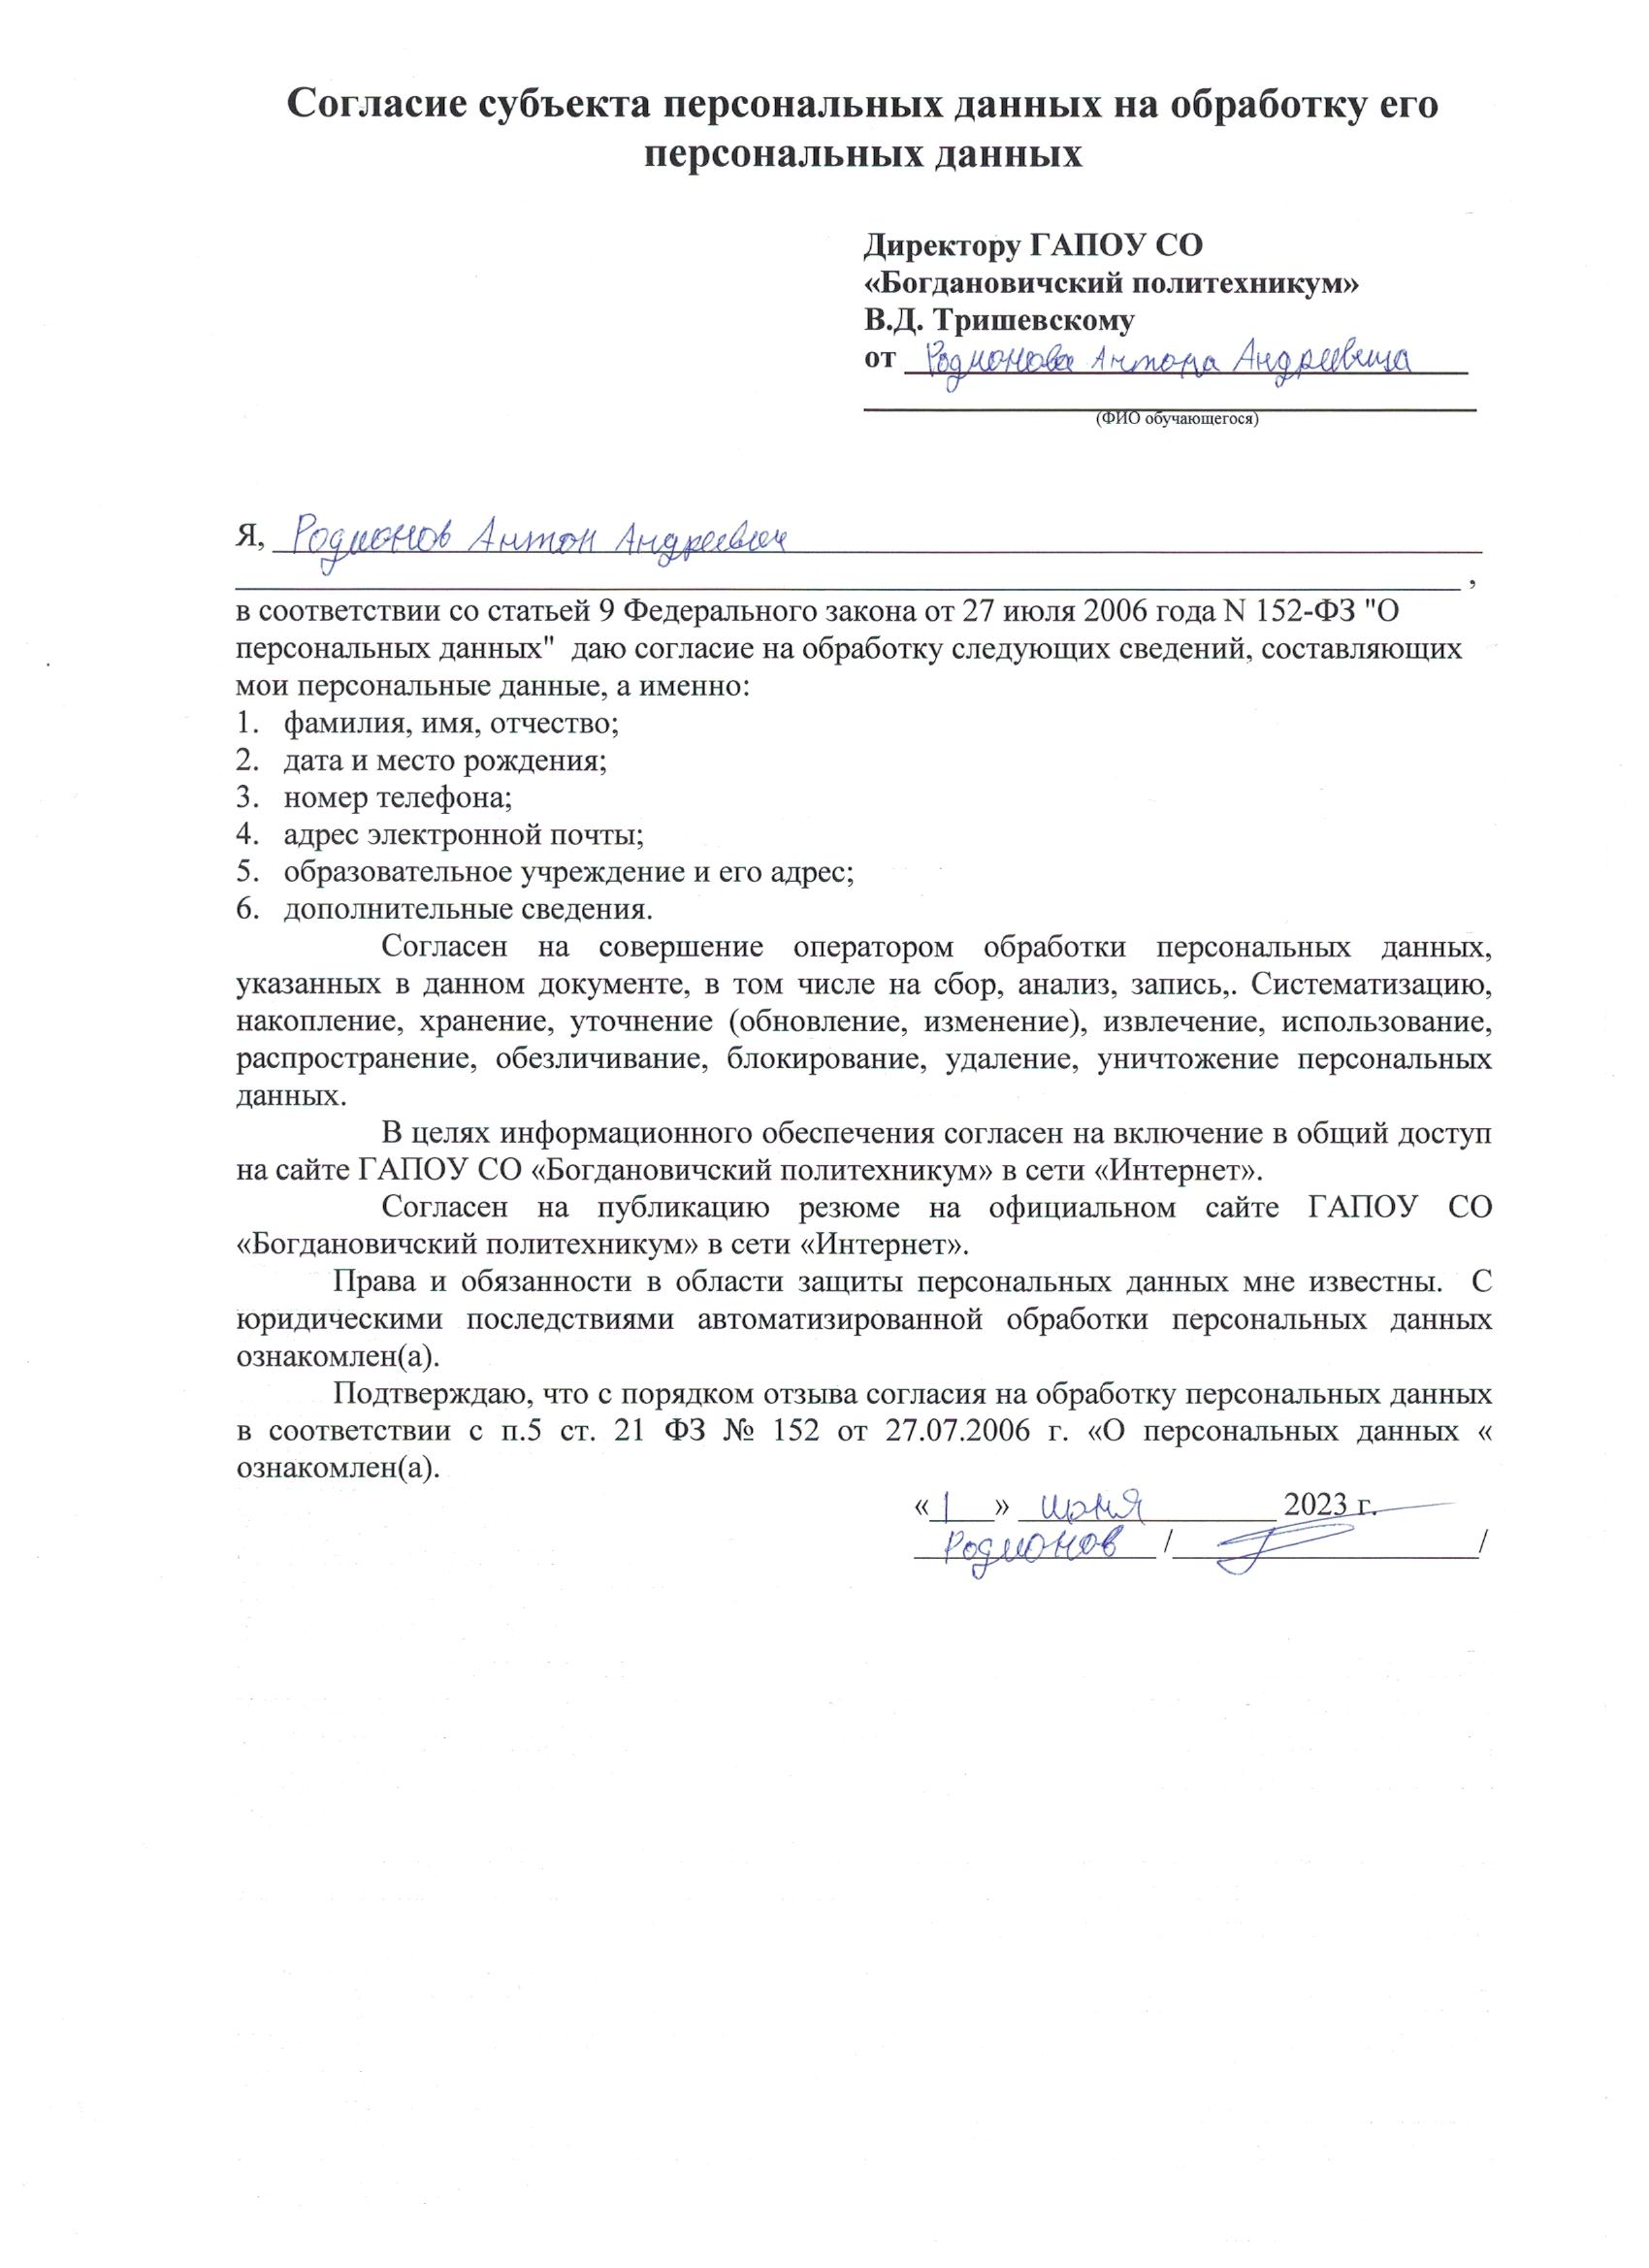 Согласие субъекта персональных данных на обработку его
персональных данных
Директору ГАПОУ СО
«Богдановичский политехникум»
В.Д. Тришевскому
от Родионова Антона Андреевича
(ФИО обучающегося)
Я, Родионов Антон Андреевич
,
в соответствии со статьей 9 Федерального закона от 27 июля 2006 года N 152-ФЗ "О
персональных данных" даю согласие на обработку следующих сведений, составляющих
мои персональные данные, а именно:
1. фамилия, имя, отчество;
2. дата и место рождения;
3. номер телефона;
4. адрес электронной почты;
5. образовательное учреждение и его адрес;
6. дополнительные сведения.
Согласен на совершение оператором обработки персональных данных,
указанных в данном документе, в том числе на сбор, анализ, запись,. Систематизацию,
накопление, хранение, уточнение (обновление, изменение), извлечение, использование,
распространение, обезличивание, блокирование, удаление, уничтожение персональных
данных.
В целях информационного обеспечения согласен на включение в общий доступ
на сайте ГАПОУ СО «Богдановичский политехникум» в сети «Интернет».
Согласен на публикацию резюме на официальном сайте ГАПОУ СО
«Богдановичский политехникум» в сети «Интернет».
Права и обязанности в области защиты персональных данных мне известны. С
юридическими последствиями автоматизированной обработки персональных данных
ознакомлен(а).
Подтверждаю, что с порядком отзыва согласия на обработку персональных данных
в соответствии с п.5 ст. 21 ФЗ № 152 от 27.07.2006 г. «О персональных данных «
ознакомлен(а).
«1» июня 2023 г.
Родионов / /